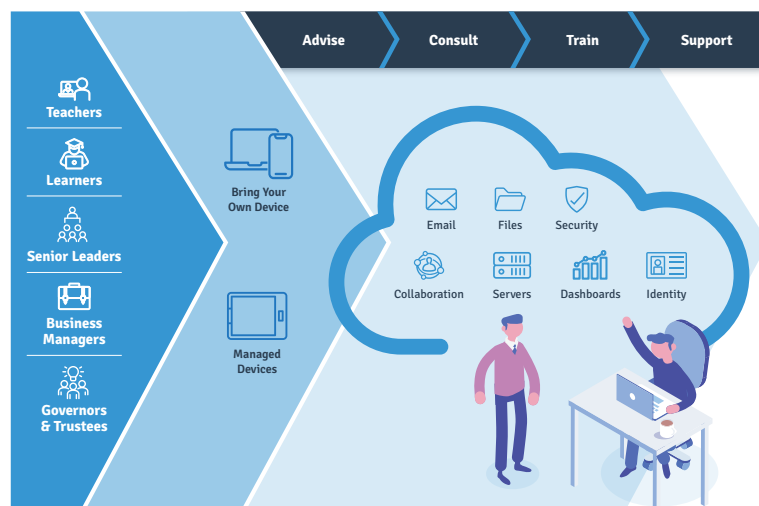 Advise
Consult
Train
Support
Teachers
Learners
Senior Leaders
Business
Managers
Governors
& Trustees
Bring Your
Own Device
Managed
Devices
Email
Files
Security
Collaboration
Servers
Dashboards
Identity